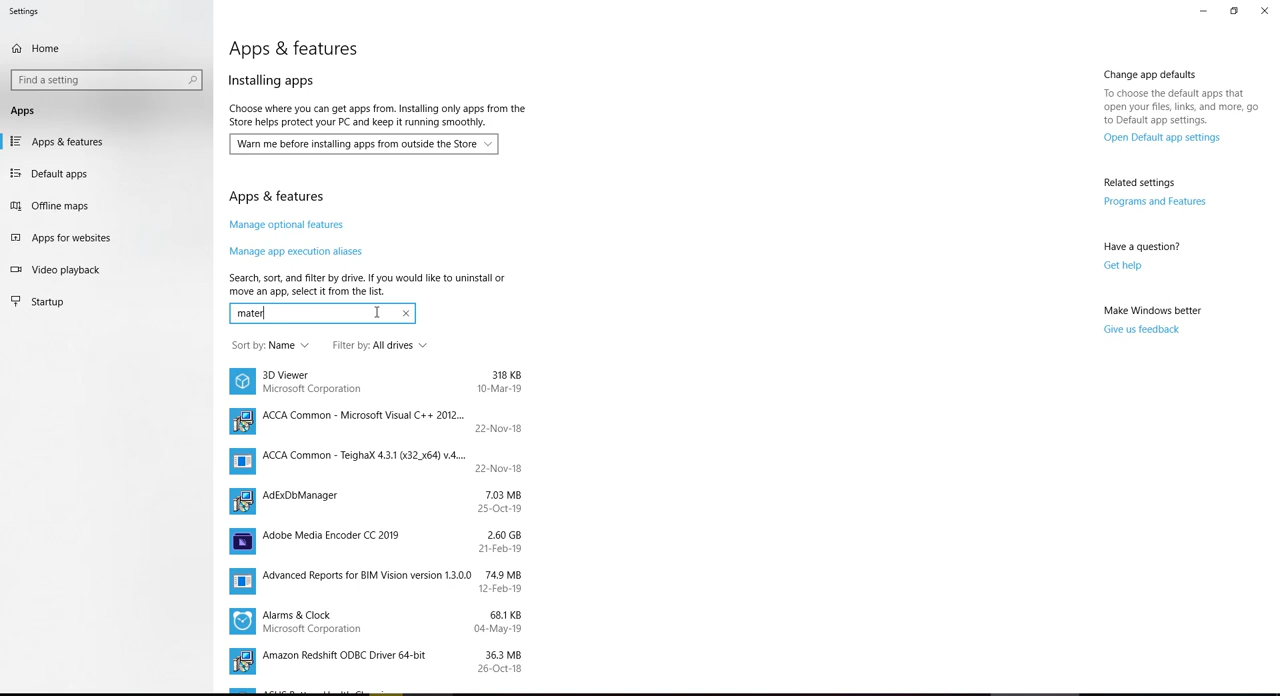 Settings
Home
Find a setting
Apps
Apps & features
Default apps
Offline maps
Apps for websites
Video playback
Startup
Apps & features
Installing apps
Choose where you can get apps from. Installing only apps from the
Store helps protect your PC and keep it running smoothly.
Warn me before installing apps from outside the Store
Apps & features
Manage optional features
Manage app execution aliases
Search, sort, and filter by drive. If you would like to uninstall or
move an app, select it from the list.
mater
Sort by: Name Filter by: All drives
3D Viewer 318 KB
Microsoft Corporation 10-Mar-19
ACCA Common - Microsoft Visual C++ 2012...
22-Nov-18
ACCA Common - TeighaX 4.3.1 (x32_x64) v.4....
22-Nov-18
AdExDbManager 7.03 MB
25-Oct-19
Adobe Media Encoder CC 2019 2.60 GB
21-Feb-19
Advanced Reports for BIM Vision version 1.3.0.0 74.9 MB
12-Feb-19
Alarms & Clock 68.1 KB
Microsoft Corporation 04-May-19
Amazon Redshift ODBC Driver 64-bit 36.3 MB
26-Oct-18
Change app defaults
To choose the default apps that
open your files, links, and more, go
to Default app settings.
Open Default app settings
Related settings
Programs and Features
Have a question?
Get help
Make Windows better
Give us feedback